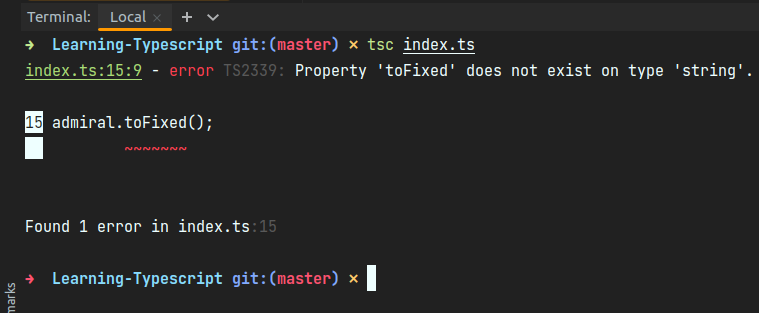 Terminal: Local × + ⌄
➜ Learning-Typescript git:(master) × tsc index.ts
index.ts:15:9 - error TS2339: Property 'toFixed' does not exist on type 'string'.
15 admiral.toFixed();
~~~~~~~
Found 1 error in index.ts:15
➜ Learning-Typescript git:(master) ×
marks